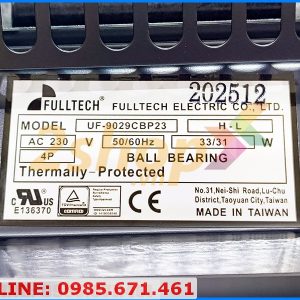 202512
FULLTECH FULLTECH ELECTRIC CO., LTD.
MODEL UF-9029CBP23 H-L
AC 230 V 50/60Hz 33/31 W
4P BALL BEARING
Thermally-Protected
No.31,Nei-Shi Road,Lu-Chu
District,Taoyuan City,Taiwan
c UL US
E136370
MADE IN TAIWAN
LINE: 0985.671.461